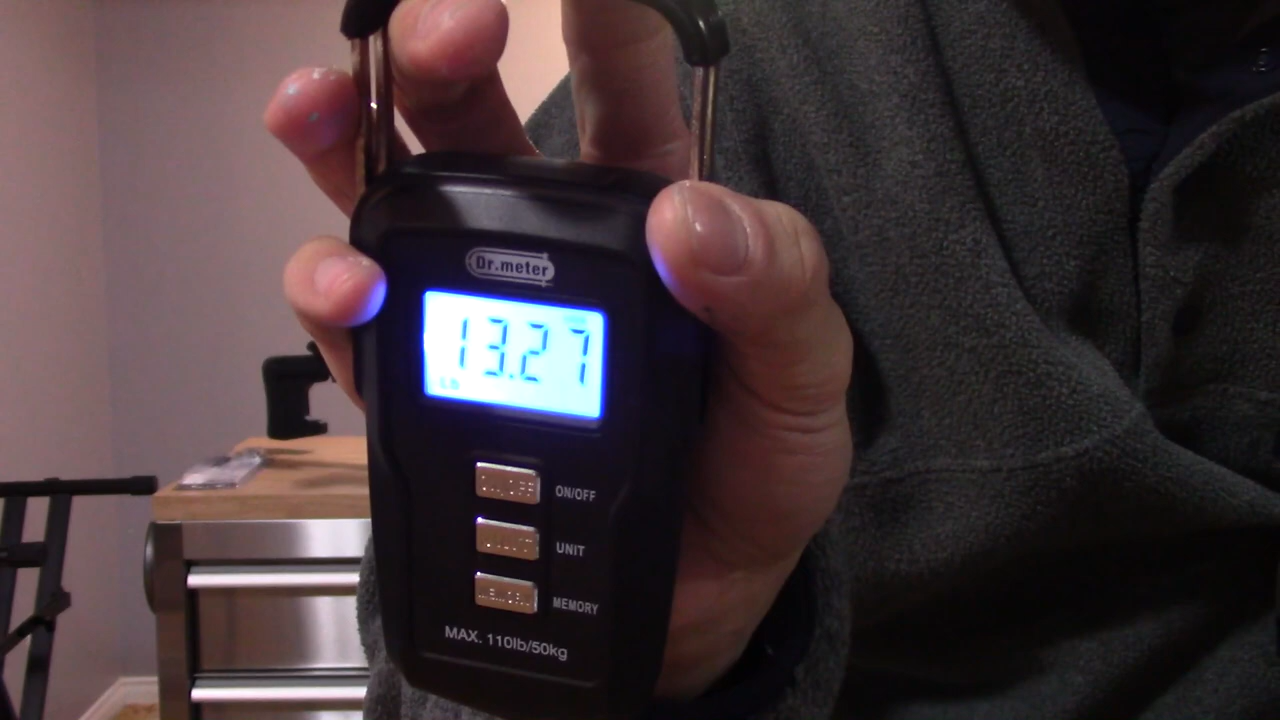 Dr.meter
13.27
LB
ON/OFF
UNIT
MEMORY
MAX. 110lb/50kg